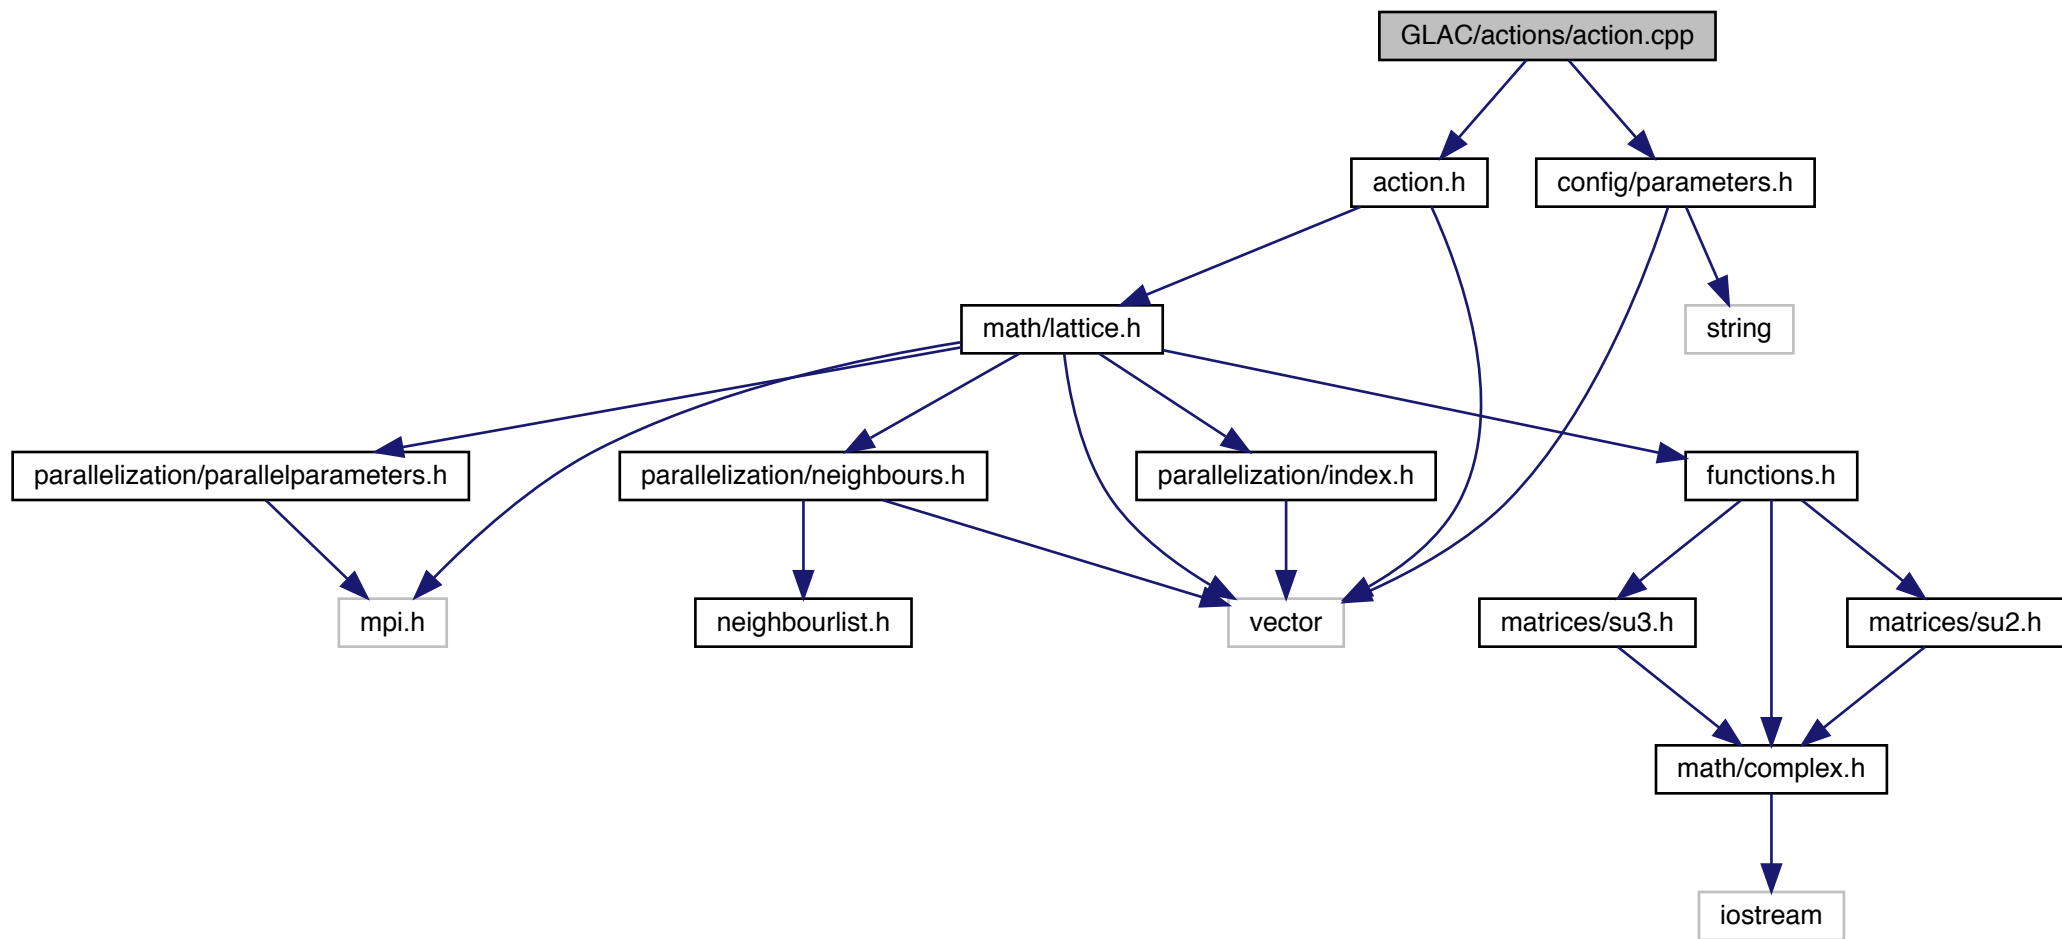 GLAC/actions/action.cpp
action.h
config/parameters.h
math/lattice.h
string
parallelization/parallelparameters.h
parallelization/neighbours.h
parallelization/index.h
functions.h
mpi.h
neighbourlist.h
vector
matrices/su3.h
matrices/su2.h
math/complex.h
iostream